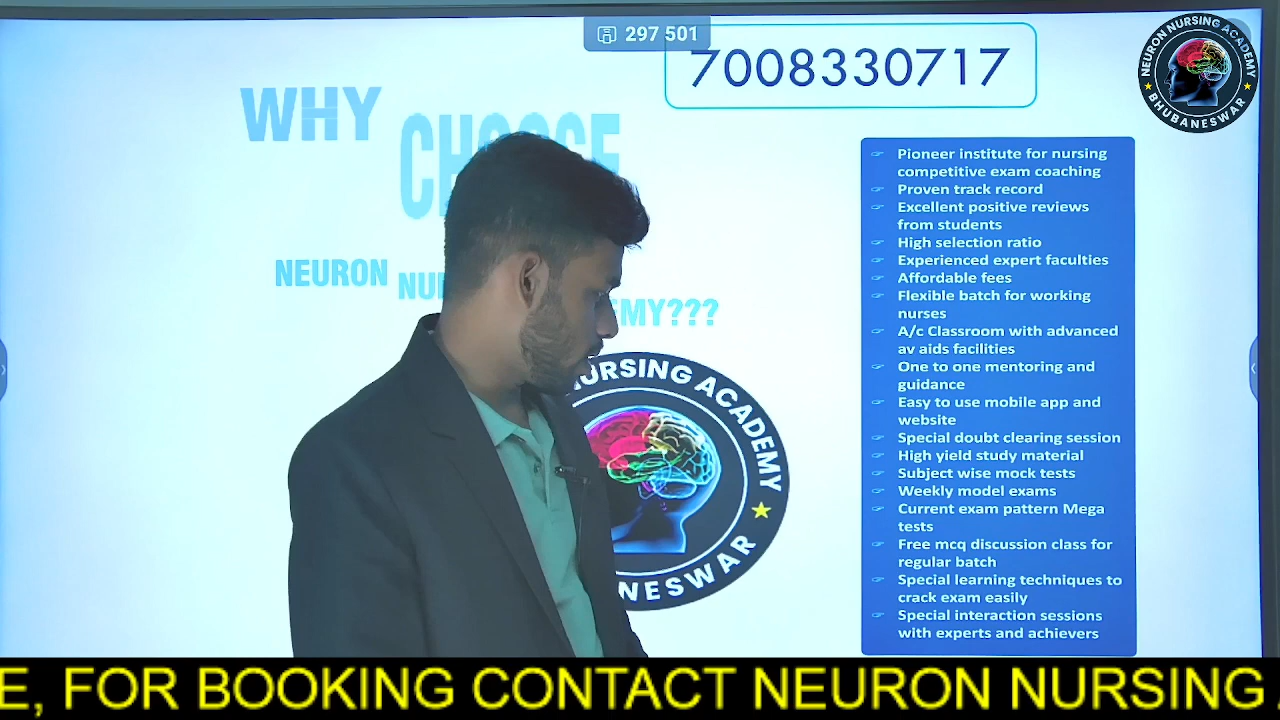 297 501
7008330717
NEURON NURSING ACADEMY
BHUBANESWAR
WHY
NEURON
MY???
Pioneer institute for nursing
competitive exam coaching
Proven track record
Excellent positive reviews
from students
High selection ratio
Experienced expert faculties
Affordable fees
Flexible batch for working
nurses
A/c Classroom with advanced
av aids facilities
One to one mentoring and
guidance
Easy to use mobile app and
website
Special doubt clearing session
High yield study material
Subject wise mock tests
Weekly model exams
Current exam pattern Mega
tests
Free mcq discussion class for
regular batch
Special learning techniques to
crack exam easily
Special interaction sessions
with experts and achievers
NURSING ACADEMY
NESWAR
E, FOR BOOKING CONTACT NEURON NURSING